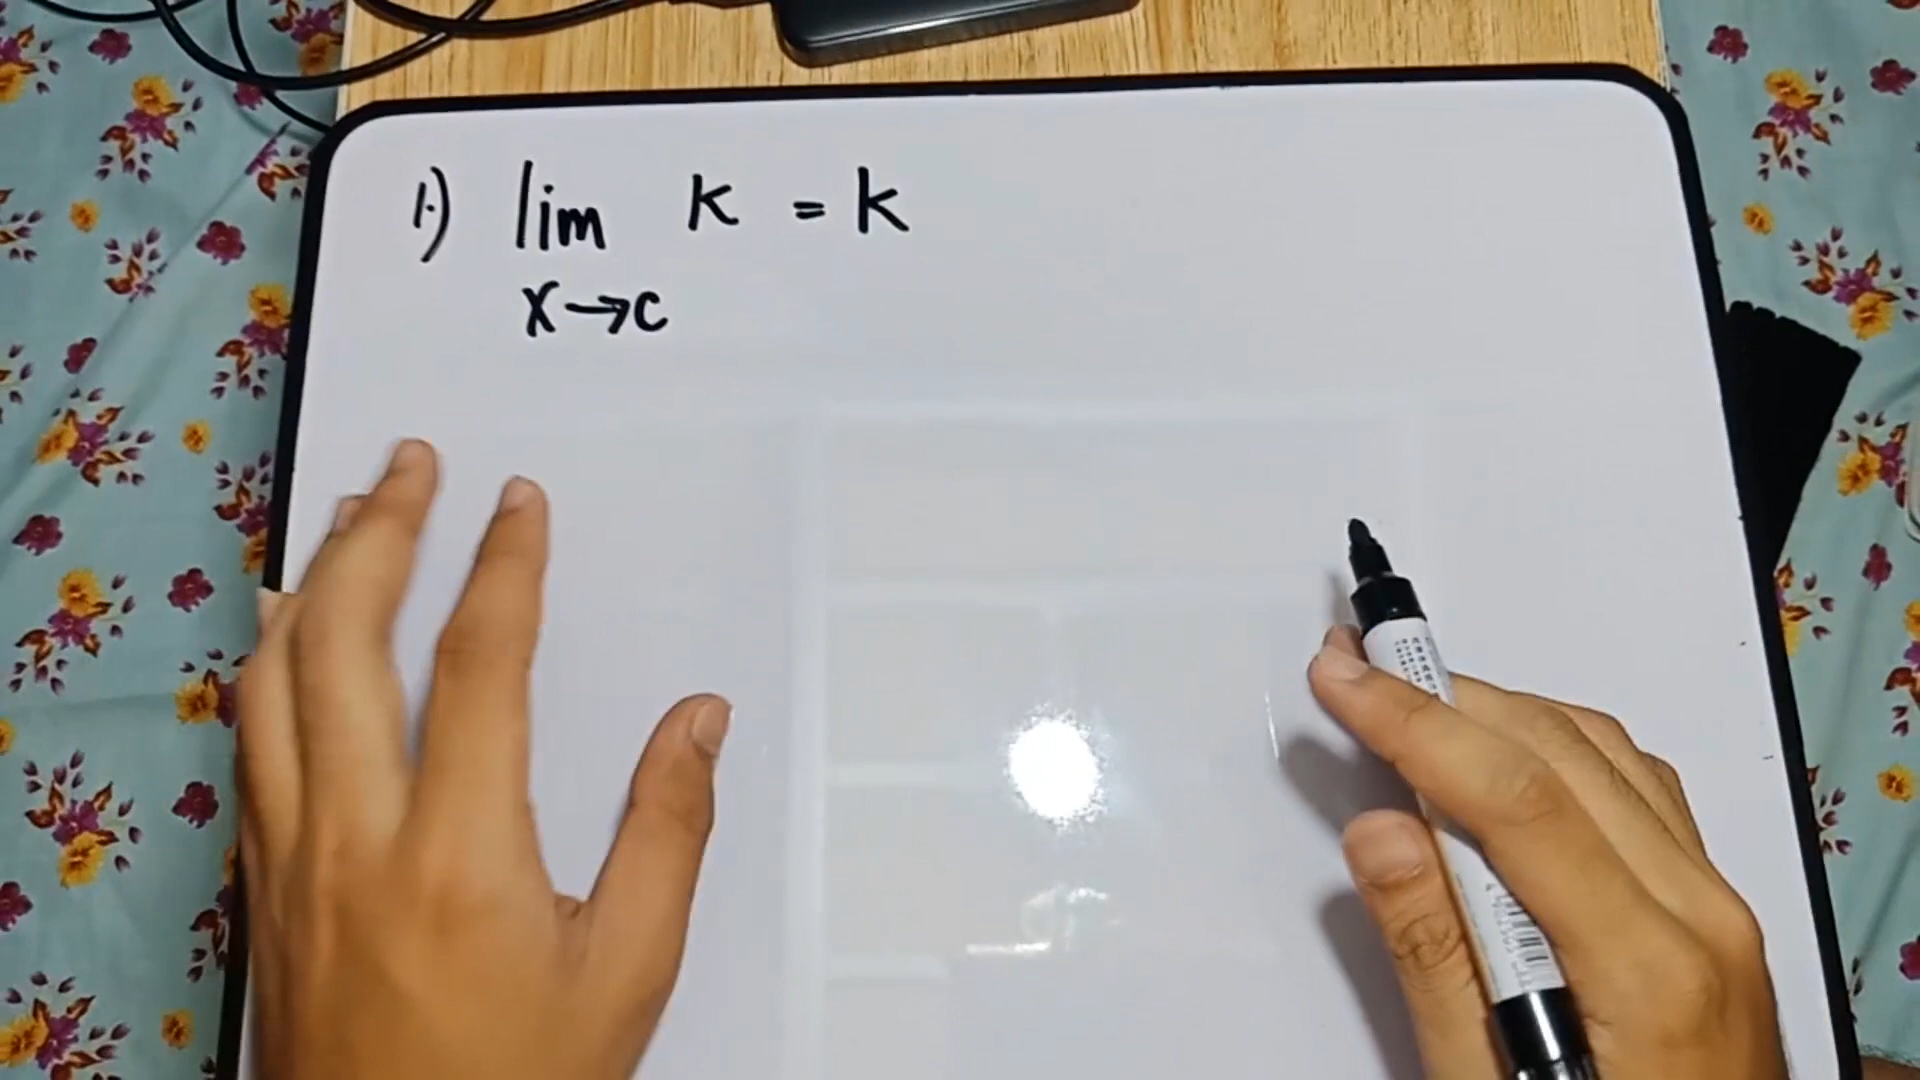 1.) lim K = K
x→c